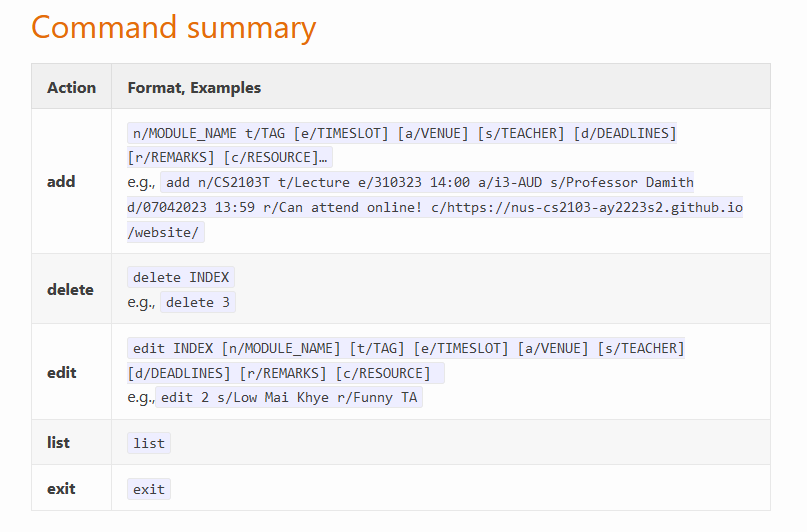 Command summary
Action Format, Examples
add
n/MODULE_NAME t/TAG [e/TIMESLOT] [a/VENUE] [s/TEACHER] [d/DEADLINES]
[r/REMARKS] [c/RESOURCE]…
e.g., add n/CS2103T t/Lecture e/310323 14:00 a/i3-AUD s/Professor Damith
d/07042023 13:59 r/Can attend online! c/https://nus-cs2103-ay2223s2.github.io
/website/
delete
delete INDEX
e.g., delete 3
edit
edit INDEX [n/MODULE_NAME] [t/TAG] [e/TIMESLOT] [a/VENUE] [s/TEACHER]
[d/DEADLINES] [r/REMARKS] [c/RESOURCE]
e.g., edit 2 s/Low Mai Khye r/Funny TA
list list
exit exit